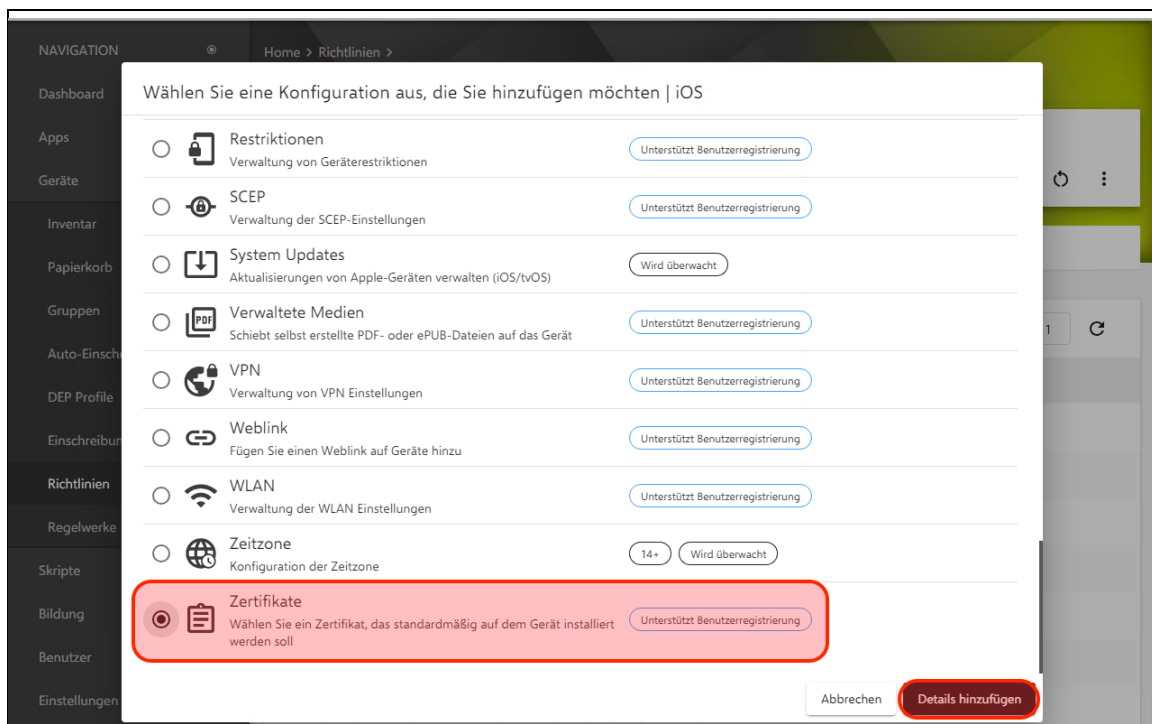 NAVIGATION
Home > Richtlinien >
Dashboard
Apps
Geräte
Inventar
Papierkorb
Gruppen
Auto-Einsch
DEP Profile
Einschreibun
Richtlinien
Regelwerke
Skripte
Bildung
Benutzer
Einstellungen
Wählen Sie eine Konfiguration aus, die Sie hinzufügen möchten | iOS
Restriktionen
Verwaltung von Geräterestriktionen
Unterstützt Benutzerregistrierung
SCEP
Verwaltung der SCEP-Einstellungen
Unterstützt Benutzerregistrierung
System Updates
Aktualisierungen von Apple-Geräten verwalten (iOS/tvOS)
Wird überwacht
PDF
Verwaltete Medien
Schiebt selbst erstellte PDF- oder ePUB-Dateien auf das Gerät
Unterstützt Benutzerregistrierung
VPN
Verwaltung von VPN Einstellungen
Unterstützt Benutzerregistrierung
Weblink
Fügen Sie einen Weblink auf Geräte hinzu
Unterstützt Benutzerregistrierung
WLAN
Verwaltung der WLAN Einstellungen
Unterstützt Benutzerregistrierung
Zeitzone
Konfiguration der Zeitzone
14+ Wird überwacht
Zertifikate
Wählen Sie ein Zertifikat, das standardmäßig auf dem Gerät installiert
werden soll
Unterstützt Benutzerregistrierung
Abbrechen Details hinzufügen
1